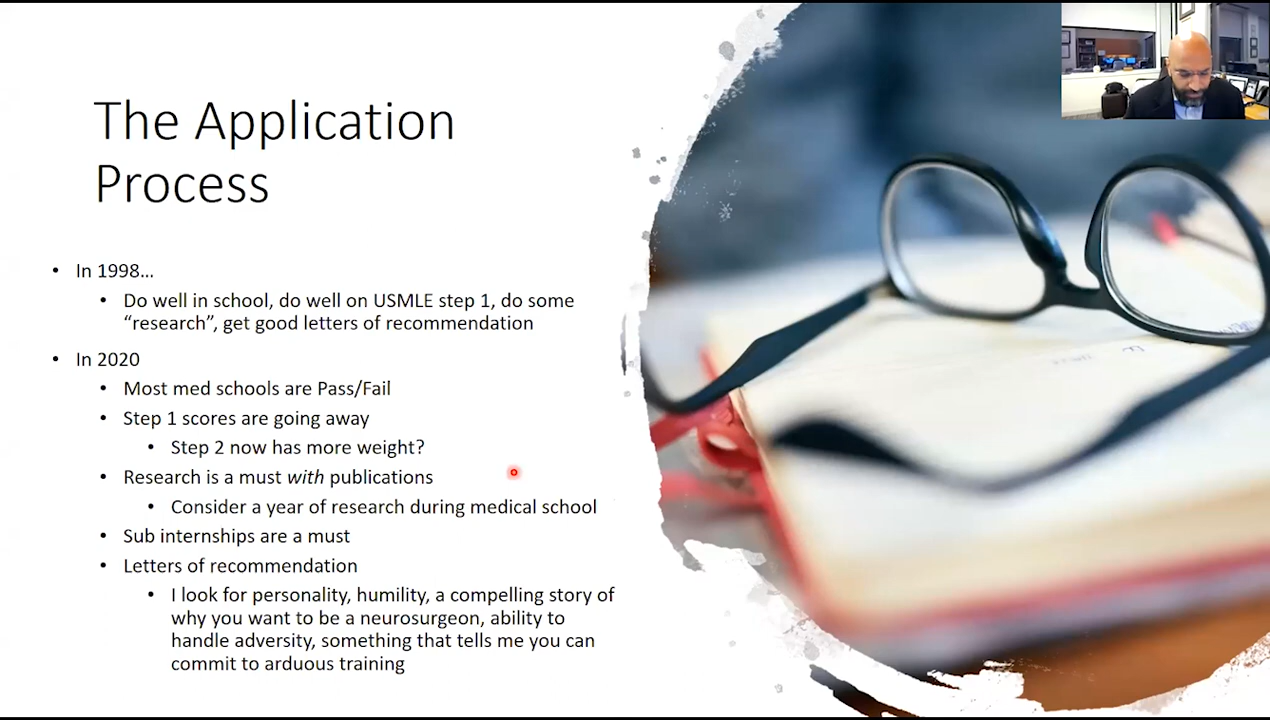 The Application
Process
• In 1998...
• Do well in school, do well on USMLE step 1, do some
“research”, get good letters of recommendation
• In 2020
• Most med schools are Pass/Fail
• Step 1 scores are going away
• Step 2 now has more weight?
• Research is a must with publications
• Consider a year of research during medical school
• Sub internships are a must
• Letters of recommendation
• I look for personality, humility, a compelling story of
why you want to be a neurosurgeon, ability to
handle adversity, something that tells me you can
commit to arduous training